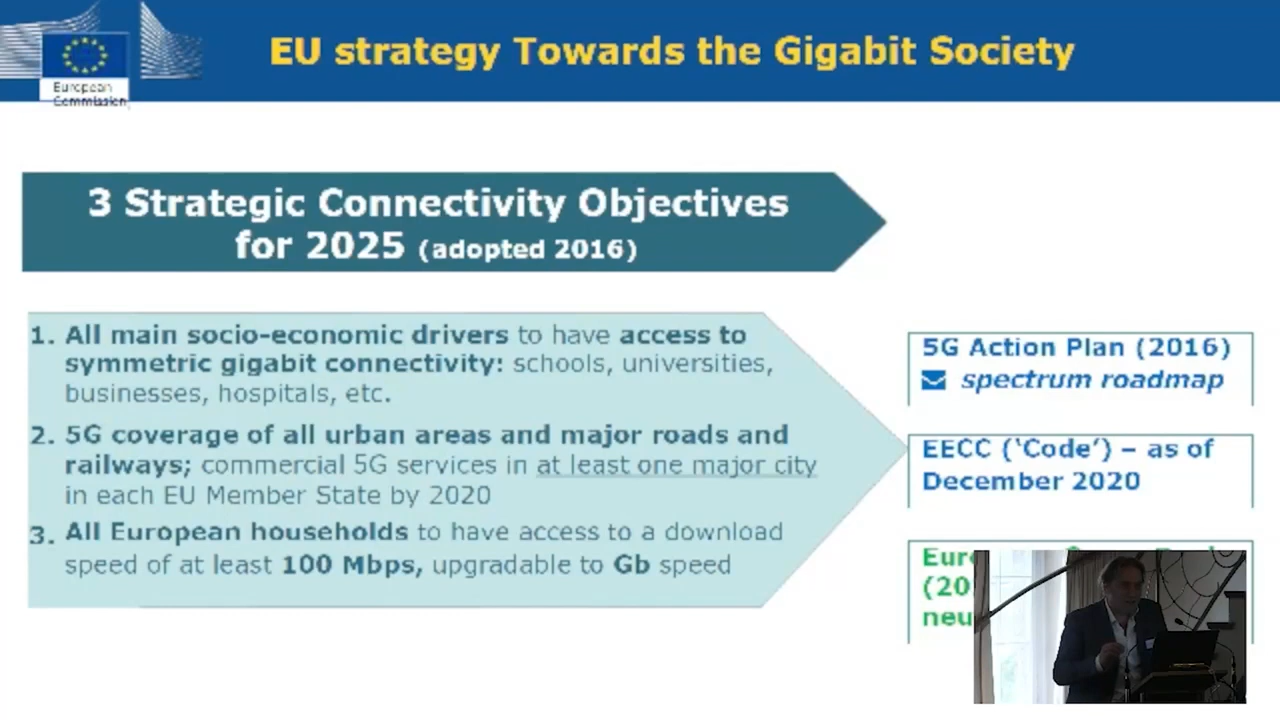 European
Commission
EU strategy Towards the Gigabit Society
3 Strategic Connectivity Objectives
for 2025 (adopted 2016)
1. All main socio-economic drivers to have access to
symmetric gigabit connectivity: schools, universities,
businesses, hospitals, etc.
2. 5G coverage of all urban areas and major roads and
railways; commercial 5G services in at least one major city
in each EU Member State by 2020
3. All European households to have access to a download
speed of at least 100 Mbps, upgradable to Gb speed
5G Action Plan (2016)
spectrum roadmap
EECC (‘Code’) – as of
December 2020